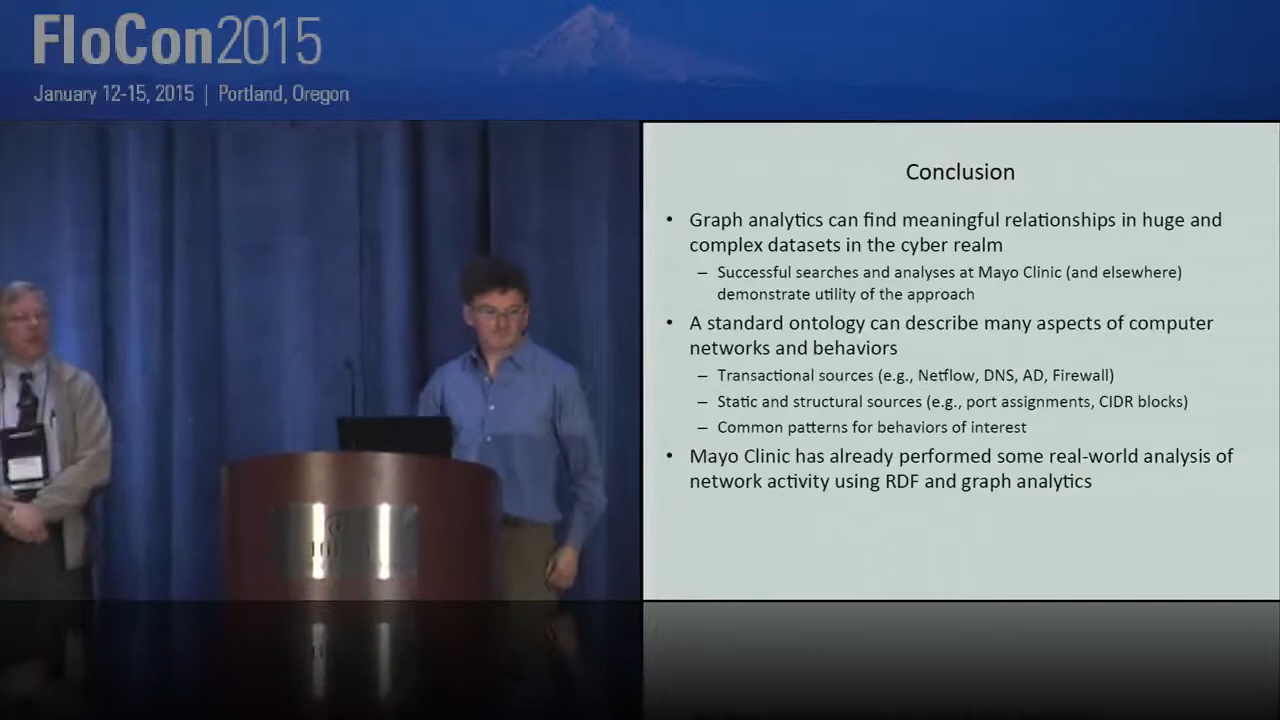 FloCon2015
January 12-15, 2015 | Portland, Oregon
Conclusion
• Graph analytics can find meaningful relationships in huge and
complex datasets in the cyber realm
– Successful searches and analyses at Mayo Clinic (and elsewhere)
demonstrate utility of the approach
• A standard ontology can describe many aspects of computer
networks and behaviors
– Transactional sources (e.g., Netflow, DNS, AD, Firewall)
– Static and structural sources (e.g., port assignments, CIDR blocks)
– Common patterns for behaviors of interest
• Mayo Clinic has already performed some real-world analysis of
network activity using RDF and graph analytics